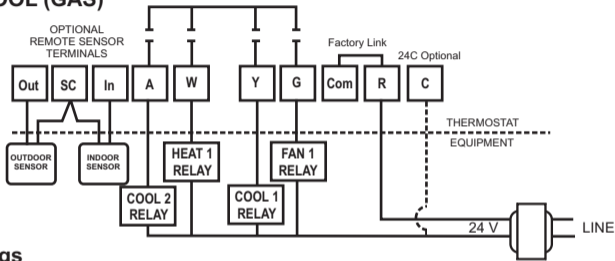 OOL (GAS)
OPTIONAL
REMOTE SENSOR
TERMINALS
Factory Link
24C Optional
Out SC In A W Y G Com R C
THERMOSTAT
EQUIPMENT
OUTDOOR
SENSOR
INDOOR
SENSOR
HEAT 1
RELAY
FAN 1
RELAY
COOL 2
RELAY
COOL 1
RELAY
24 V
LINE
gs